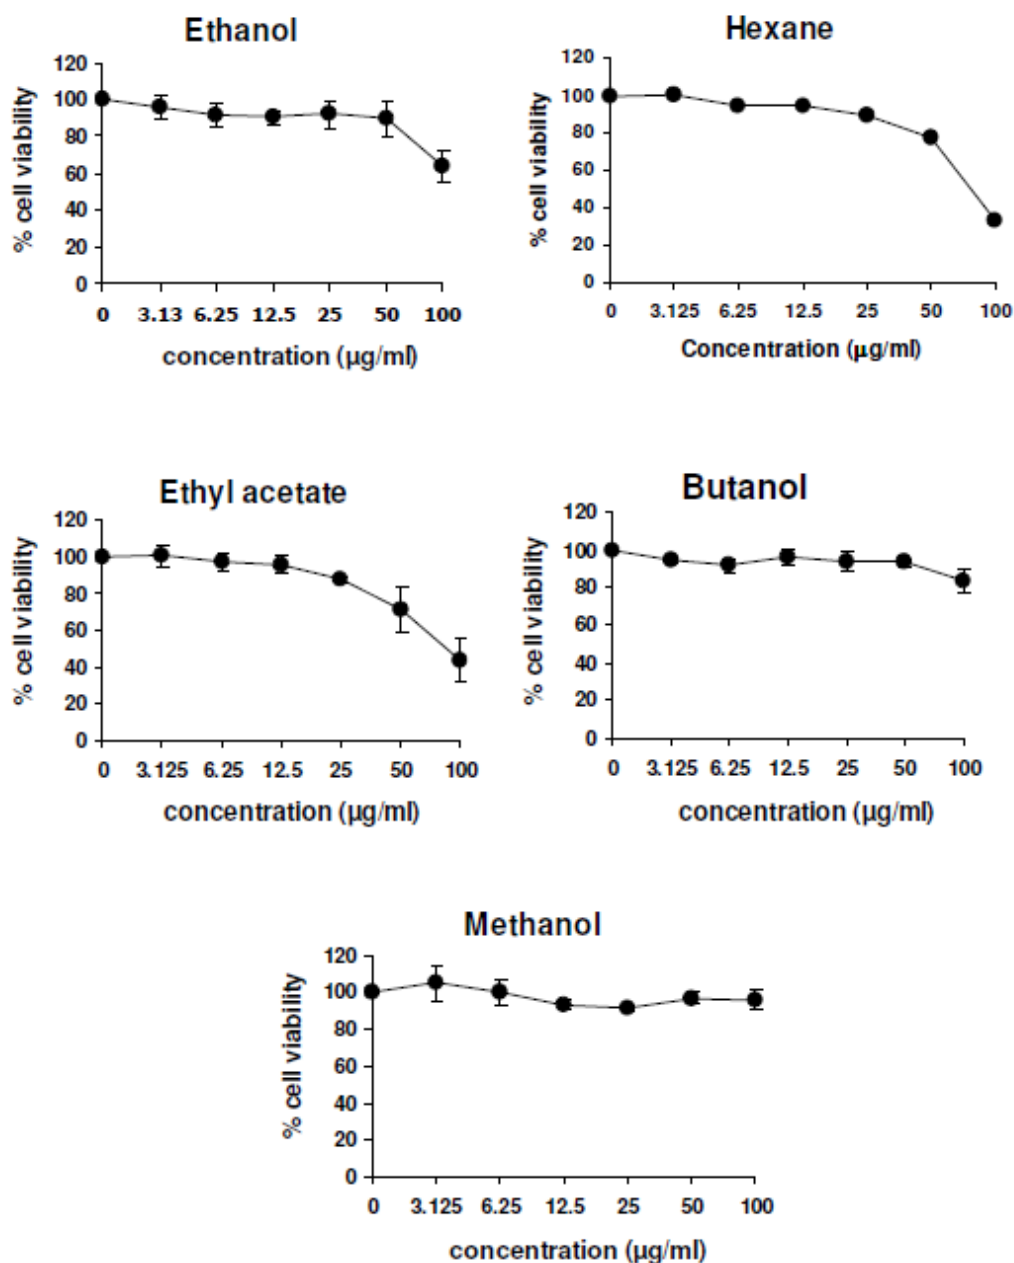 Ethanol
120
100
80
60
40
20
0
% cell viability
0 3.13 6.25 12.5 25 50 100
concentration (µg/ml)
Hexane
120
100
80
60
40
20
0
% cell viability
0 3.125 6.25 12.5 25 50 100
Concentration (µg/ml)
Ethyl acetate
120
100
80
60
40
20
0
% cell viability
0 3.125 6.25 12.5 25 50 100
concentration (µg/ml)
Butanol
120
100
80
60
40
20
0
% cell viability
0 3.125 6.25 12.5 25 50 100
concentration (µg/ml)
Methanol
120
100
80
60
40
20
0
% cell viability
0 3.125 6.25 12.5 25 50 100
concentration (µg/ml)